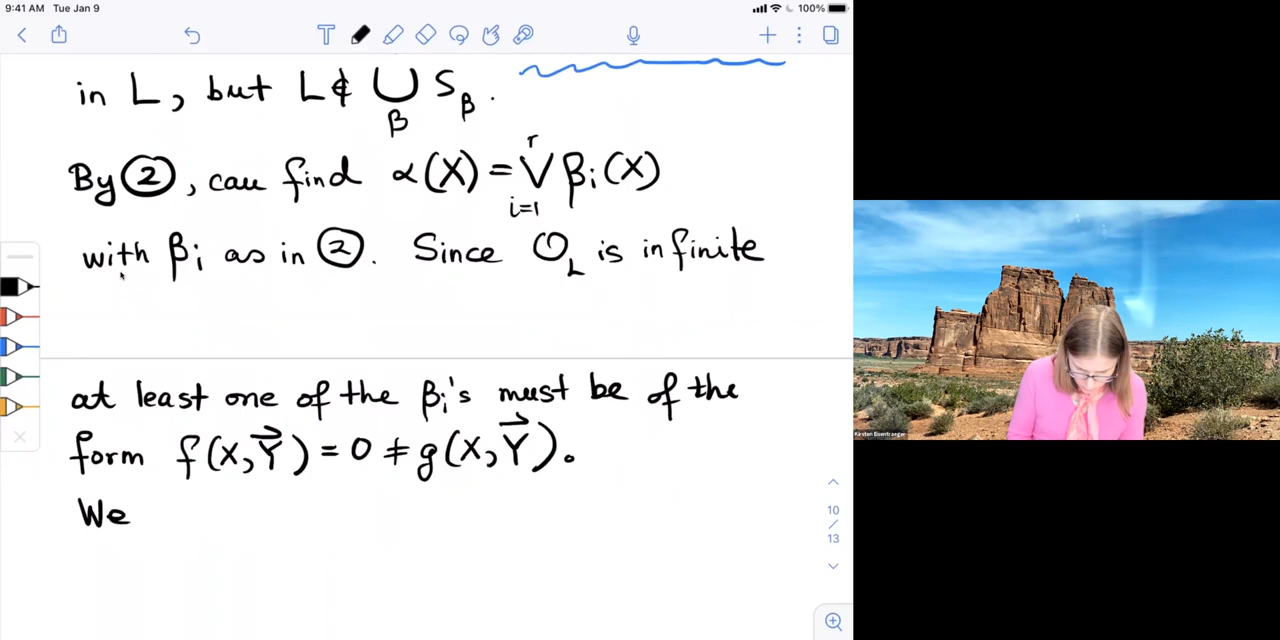 9:41 AM Tue Jan 9
100%
in L, but L ⊄ ⋃ S_β.
β
By ②, can find α(X) = ⋁_{i=1}^{r} β_i(X)
with β_i as in ②. Since O_L is infinite
at least one of the β_i's must be of the
form f(X,Y⃗) = 0 ≠ g(X,Y⃗).
We
10
/
13
Kirsten Eisentraeger